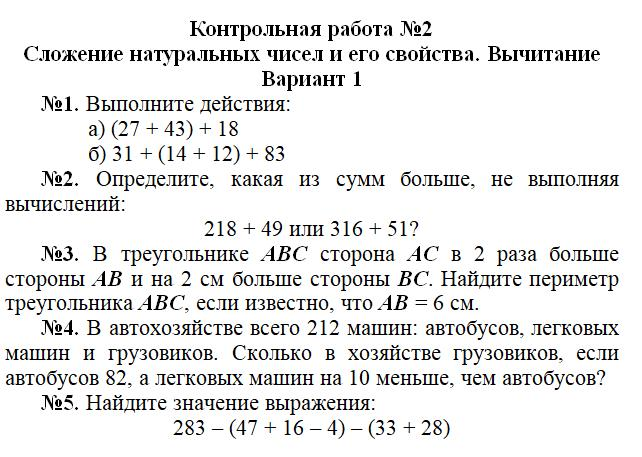 Контрольная работа №2
Сложение натуральных чисел и его свойства. Вычитание
Вариант 1
№1. Выполните действия:
а) (27 + 43) + 18
б) 31 + (14 + 12) + 83
№2. Определите, какая из сумм больше, не выполняя
вычислений:
218 + 49 или 316 + 51?
№3. В треугольнике ABC сторона AC в 2 раза больше
стороны AB и на 2 см больше стороны BC. Найдите периметр
треугольника ABC, если известно, что AB = 6 см.
№4. В автохозяйстве всего 212 машин: автобусов, легковых
машин и грузовиков. Сколько в хозяйстве грузовиков, если
автобусов 82, а легковых машин на 10 меньше, чем автобусов?
№5. Найдите значение выражения:
283 – (47 + 16 – 4) – (33 + 28)